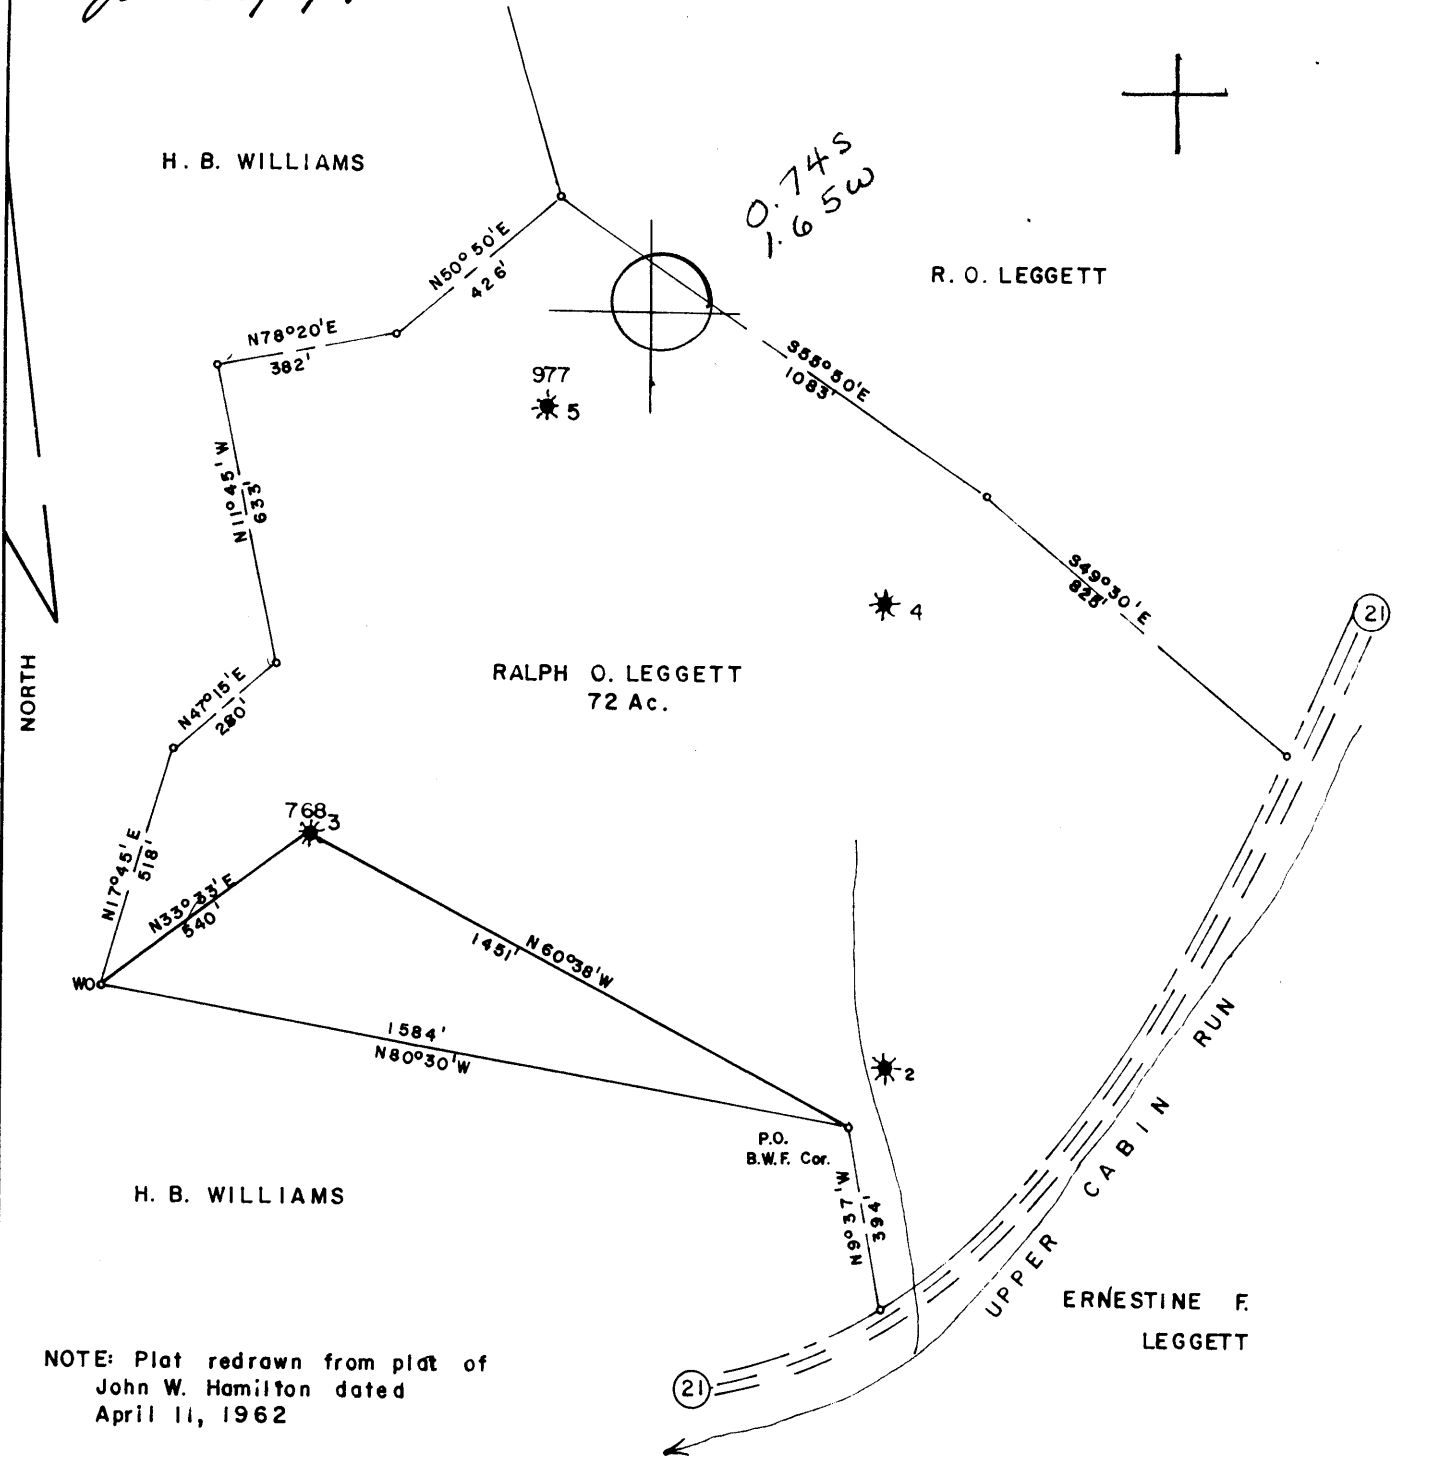 H. B. WILLIAMS
0.74 S
1.65 W
R. O. LEGGETT
N50°50'E
426'
N78°20'E
382'
S55°50'E
1083'
977
5
N11°45'W
633'
S49°30'E
4
21
RALPH O. LEGGETT
72 Ac.
NORTH
N47°15'E
280'
768
3
N17°45'E
518'
N33°33'E
540'
1451'
N60°38'W
WO
1584'
N80°30'W
2
P.O.
B.W.F. Cor.
N9°37'W
394'
UPPER CABIN RUN
H. B. WILLIAMS
ERNESTINE F.
LEGGETT
NOTE: Plat redrawn from plat of
John W. Hamilton dated
April 11, 1962
21